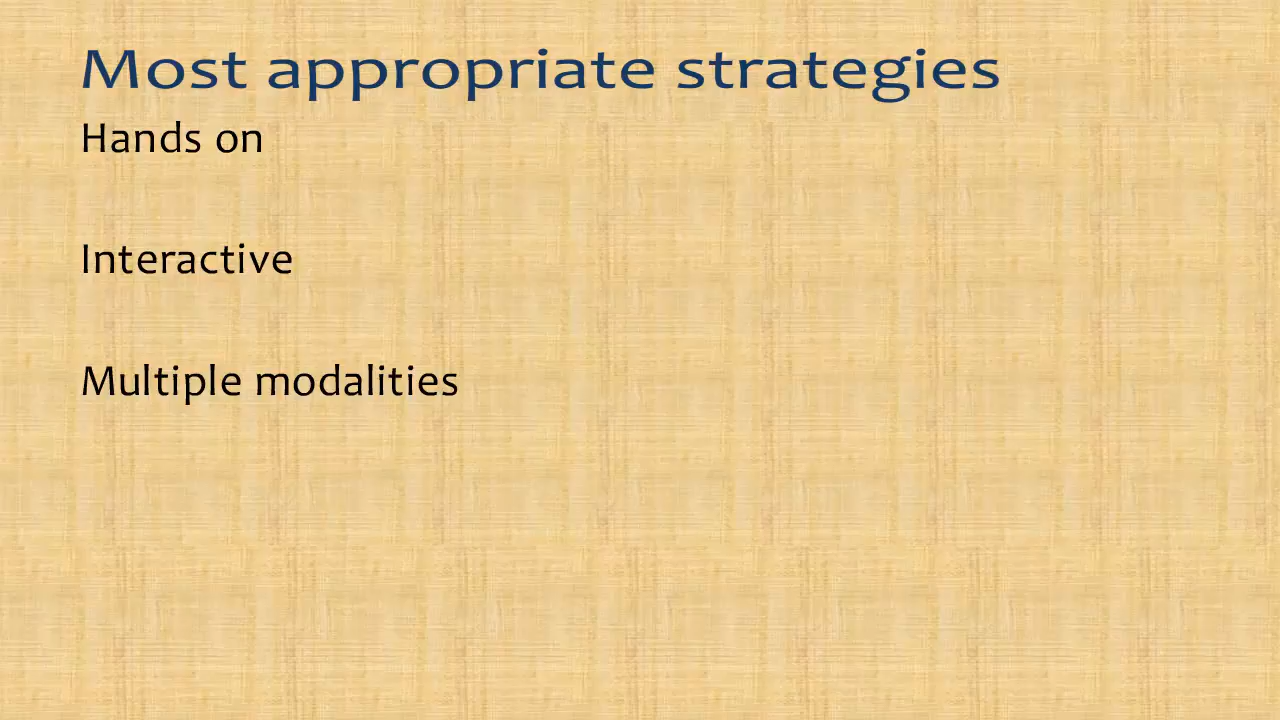 Most appropriate strategies
Hands on
Interactive
Multiple modalities